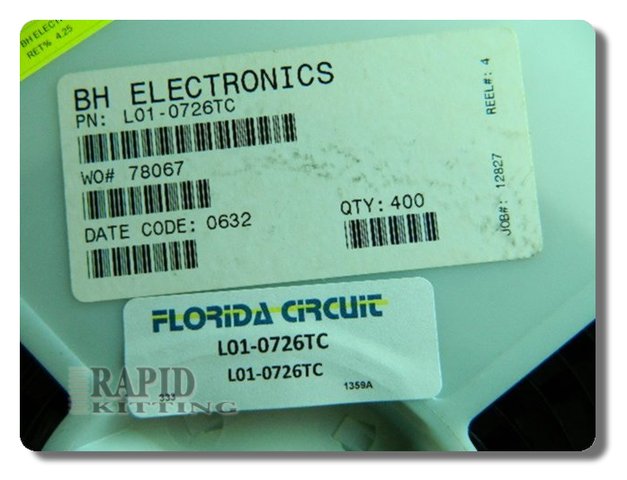 BH ELECT
RET% 4.25
BH ELECTRONICS
PN: L01-0726TC
WO# 78067
DATE CODE: 0632
QTY: 400
JOB#: 12827
REEL#: 4
FLORIDA CIRCUIT
L01-0726TC
L01-0726TC
333
1359A
RAPID
KITTING